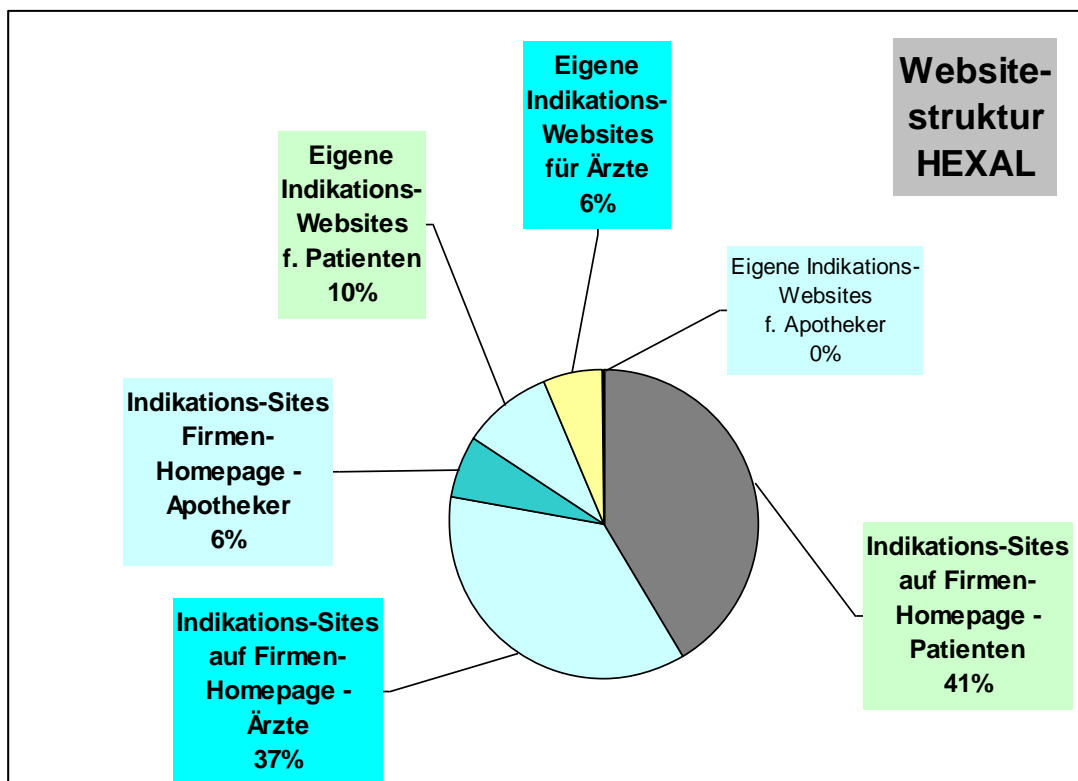 Website-
struktur
HEXAL
Eigene
Indikations-
Websites
für Ärzte
6%
Eigene
Indikations-
Websites
f. Patienten
10%
Eigene Indikations-
Websites
f. Apotheker
0%
Indikations-Sites
Firmen-
Homepage -
Apotheker
6%
Indikations-Sites
auf Firmen-
Homepage -
Patienten
41%
Indikations-Sites
auf Firmen-
Homepage -
Ärzte
37%